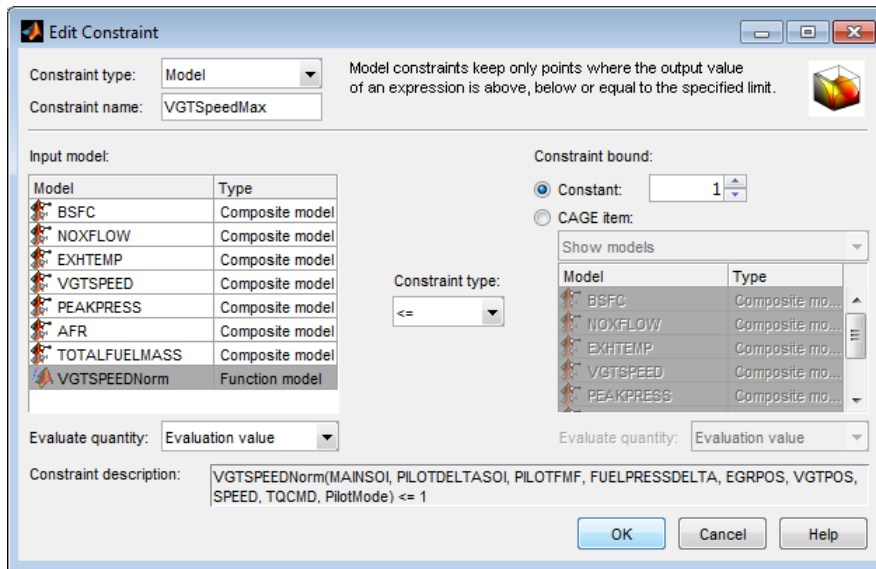 Edit Constraint
Constraint type: Model
Model constraints keep only points where the output value
of an expression is above, below or equal to the specified limit.
Constraint name: VGTSpeedMax
Input model:
Constraint bound:
Model Type
BSFC Composite model
NOXFLOW Composite model
EXHTEMP Composite model
VGTSPEED Composite model
PEAKPRESS Composite model
AFR Composite model
TOTALFUELMASS Composite model
VGTSPEEDNorm Function model
Constraint type:
<=
Constant: 1
CAGE item:
Show models
Model Type
BSFC Composite mo...
NOXFLOW Composite mo...
EXHTEMP Composite mo...
VGTSPEED Composite mo...
PEAKPRESS Composite mo...
Evaluate quantity: Evaluation value
Evaluate quantity: Evaluation value
Constraint description: VGTSPEEDNorm(MAINSOI, PILOTDELTASOI, PILOTFMF, FUELPRESSDELTA, EGRPOS, VGTPOS,
SPEED, TQCMD, PilotMode) <= 1
OK Cancel Help